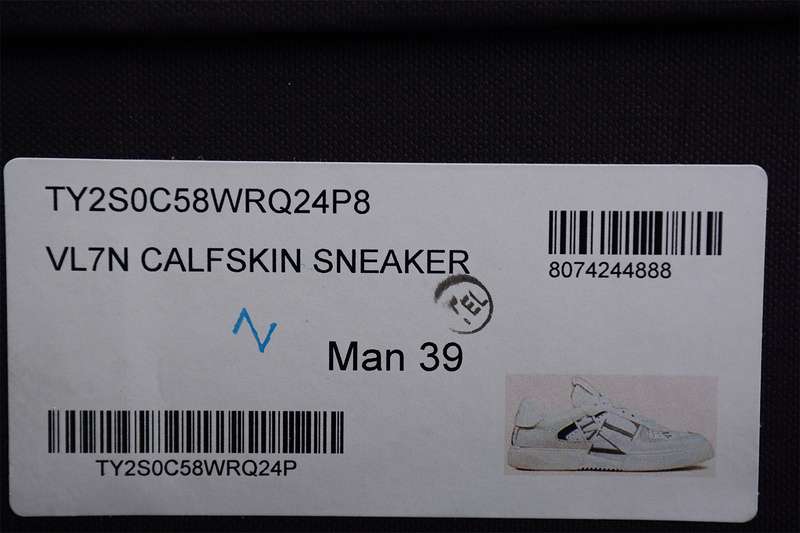 TY2S0C58WRQ24P8
8074244888
VL7N CALFSKIN SNEAKER
Man 39
TY2S0C58WRQ24P